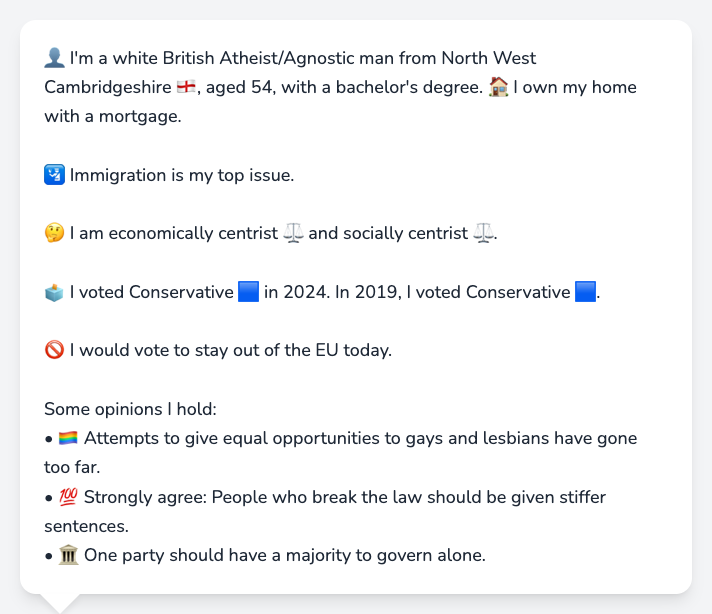 👤 I'm a white British Atheist/Agnostic man from North West
Cambridgeshire 🏴󠁧󠁢󠁥󠁮󠁧󠁿, aged 54, with a bachelor's degree. 🏠 I own my home
with a mortgage.
🛂 Immigration is my top issue.
🤔 I am economically centrist ⚖️ and socially centrist ⚖️.
🗳️ I voted Conservative 🟦 in 2024. In 2019, I voted Conservative 🟦.
🚫 I would vote to stay out of the EU today.
Some opinions I hold:
• 🏳️‍🌈 Attempts to give equal opportunities to gays and lesbians have gone
too far.
• 💯 Strongly agree: People who break the law should be given stiffer
sentences.
• 🏛️ One party should have a majority to govern alone.